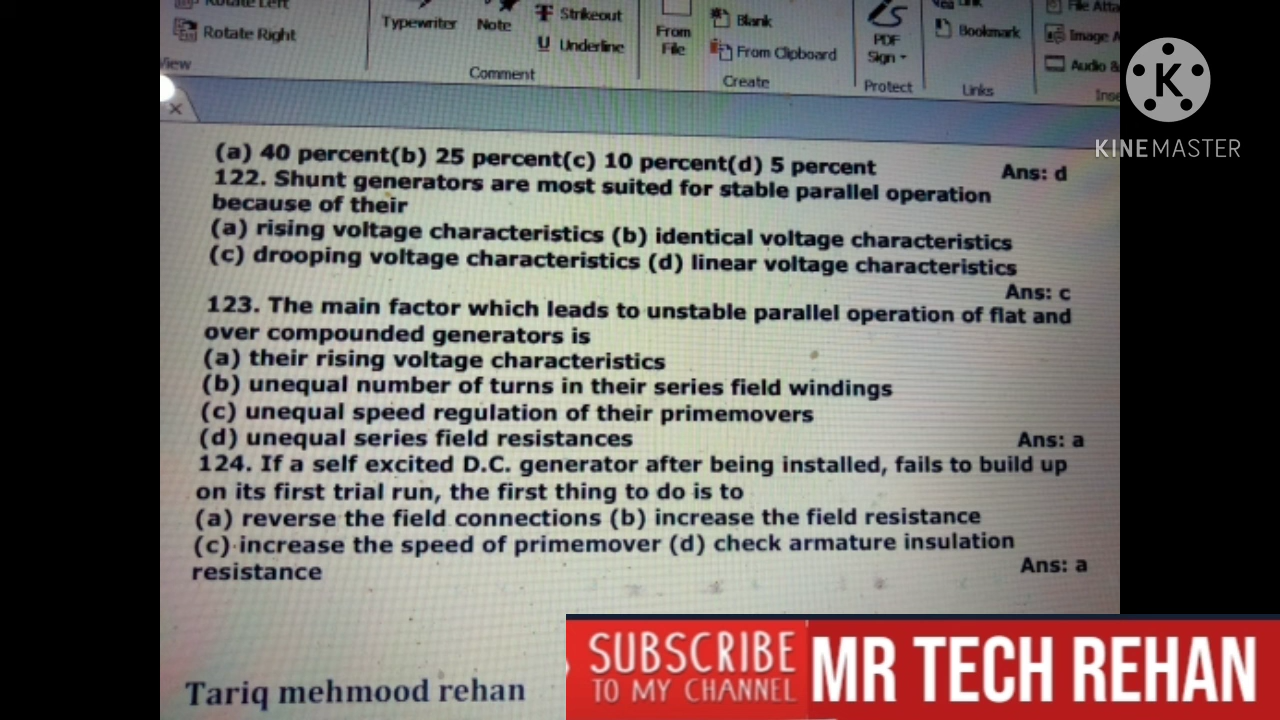 Rotate Left
Rotate Right
View
Typewriter
Note
Strikeout
Underline
Comment
From
File
Blank
From Clipboard
Create
PDF
Sign
Protect
Link
Bookmark
Links
File
Image
Audio &
K
KINEMASTER
(a) 40 percent(b) 25 percent(c) 10 percent(d) 5 percent Ans: d
122. Shunt generators are most suited for stable parallel operation
because of their
(a) rising voltage characteristics (b) identical voltage characteristics
(c) drooping voltage characteristics (d) linear voltage characteristics
Ans: c
123. The main factor which leads to unstable parallel operation of flat and
over compounded generators is
(a) their rising voltage characteristics
(b) unequal number of turns in their series field windings
(c) unequal speed regulation of their primemovers
(d) unequal series field resistances Ans: a
124. If a self excited D.C. generator after being installed, fails to build up
on its first trial run, the first thing to do is to
(a) reverse the field connections (b) increase the field resistance
(c) increase the speed of primemover (d) check armature insulation
resistance Ans: a
Tariq mehmood rehan
SUBSCRIBE
TO MY CHANNEL
MR TECH REHAN